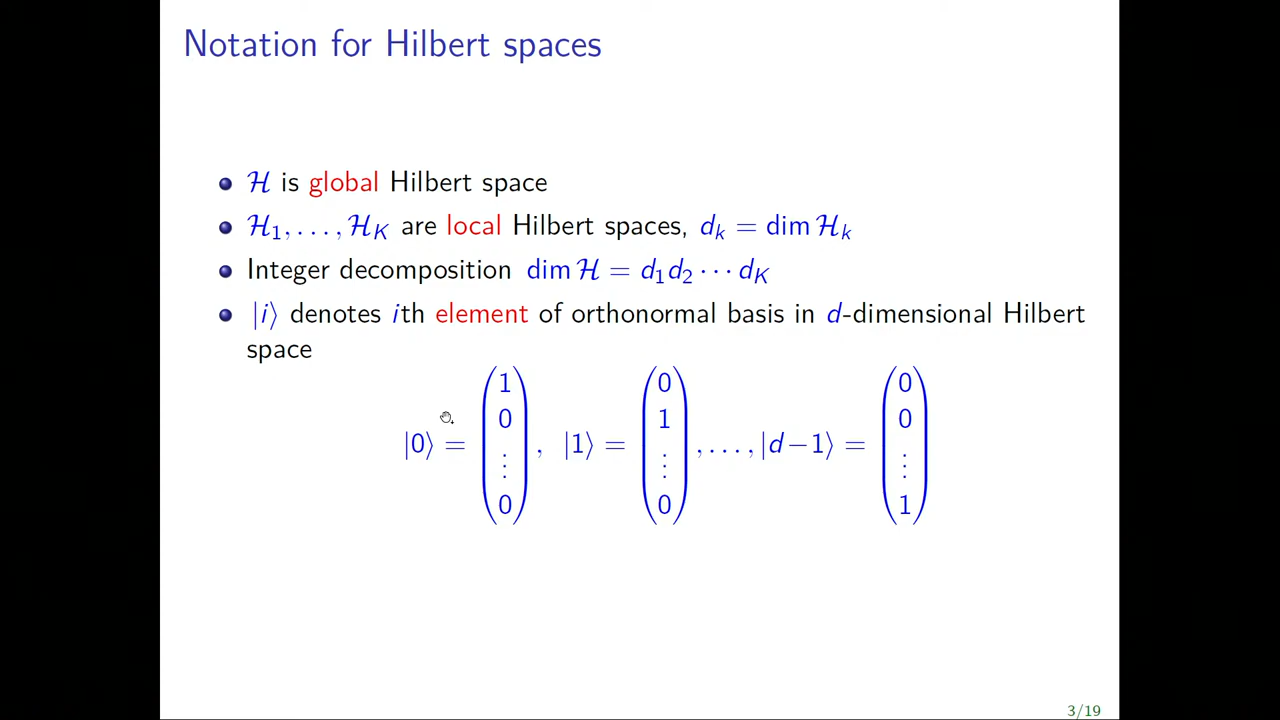 Notation for Hilbert spaces
ℋ is global Hilbert space
ℋ₁, …, ℋ_K are local Hilbert spaces, d_k = dim ℋ_k
Integer decomposition dim ℋ = d₁d₂ ⋯ d_K
|i⟩ denotes ith element of orthonormal basis in d-dimensional Hilbert
space
|0⟩ = (1 0 ⋮ 0), |1⟩ = (0 1 ⋮ 0), …, |d−1⟩ = (0 0 ⋮ 1)
3/19